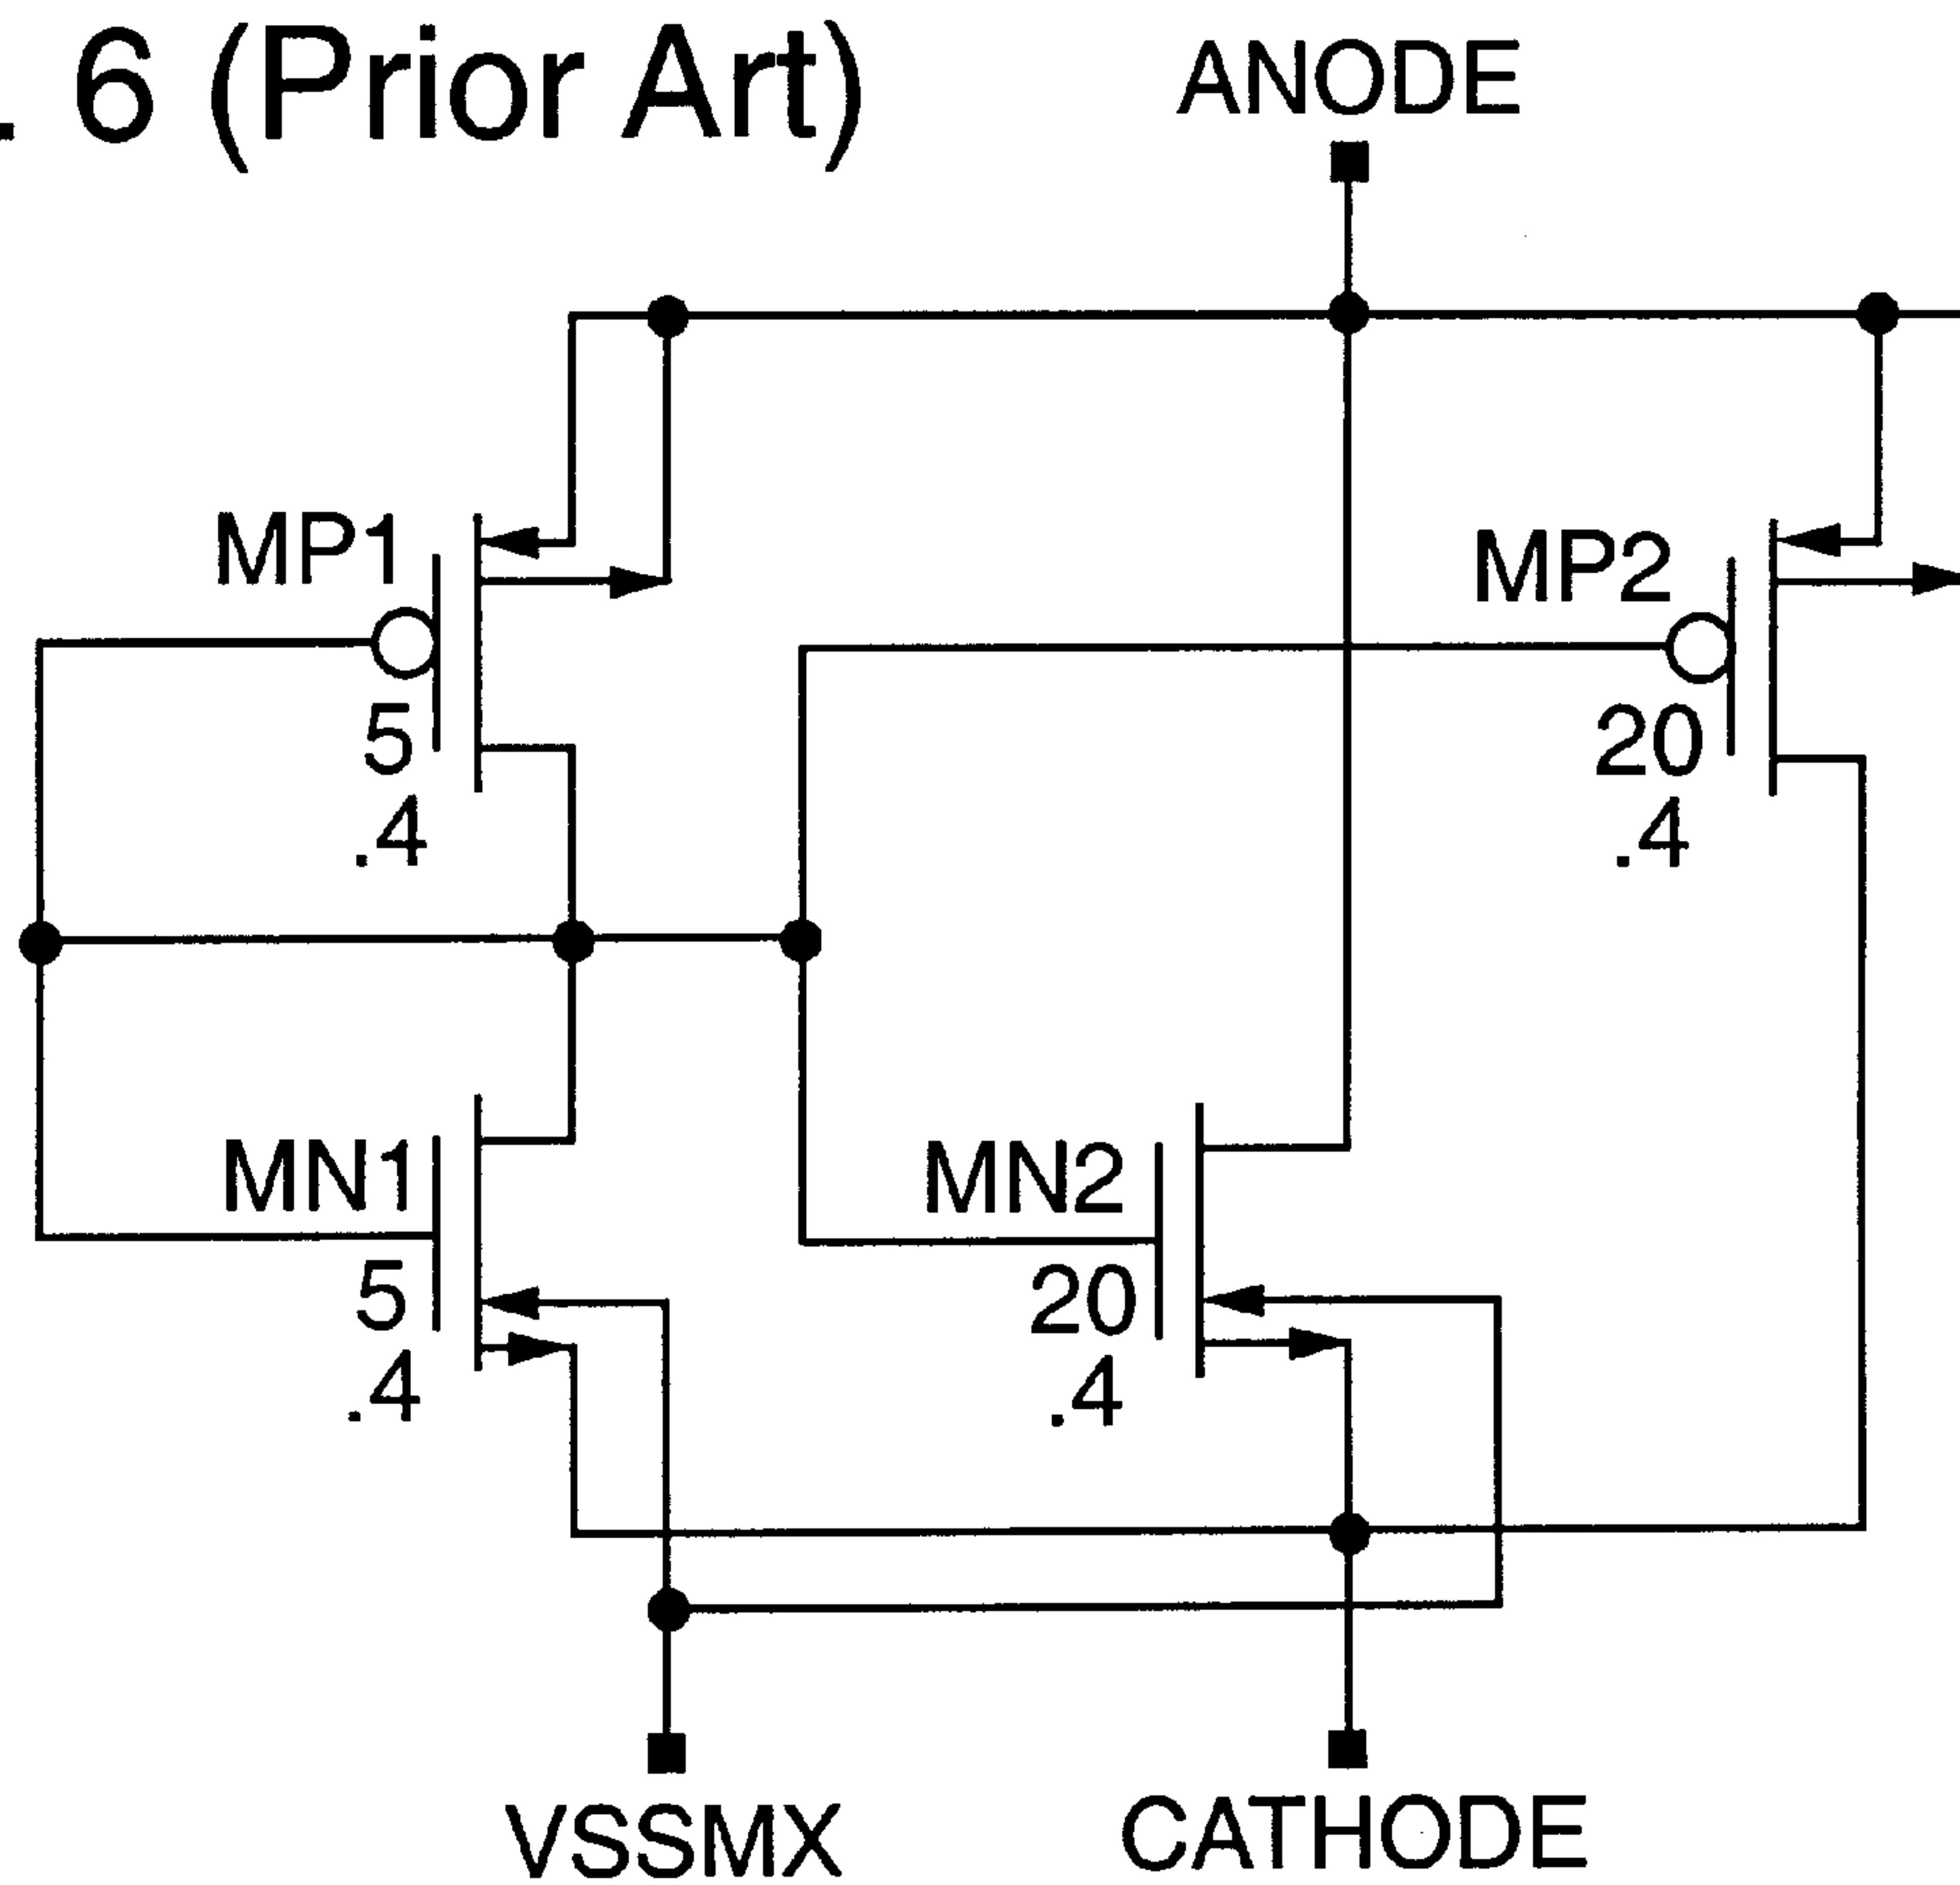 . 6 (Prior Art)
ANODE
MP1
5
.4
MP2
20
.4
MN1
5
.4
MN2
20
.4
VSSMX
CATHODE